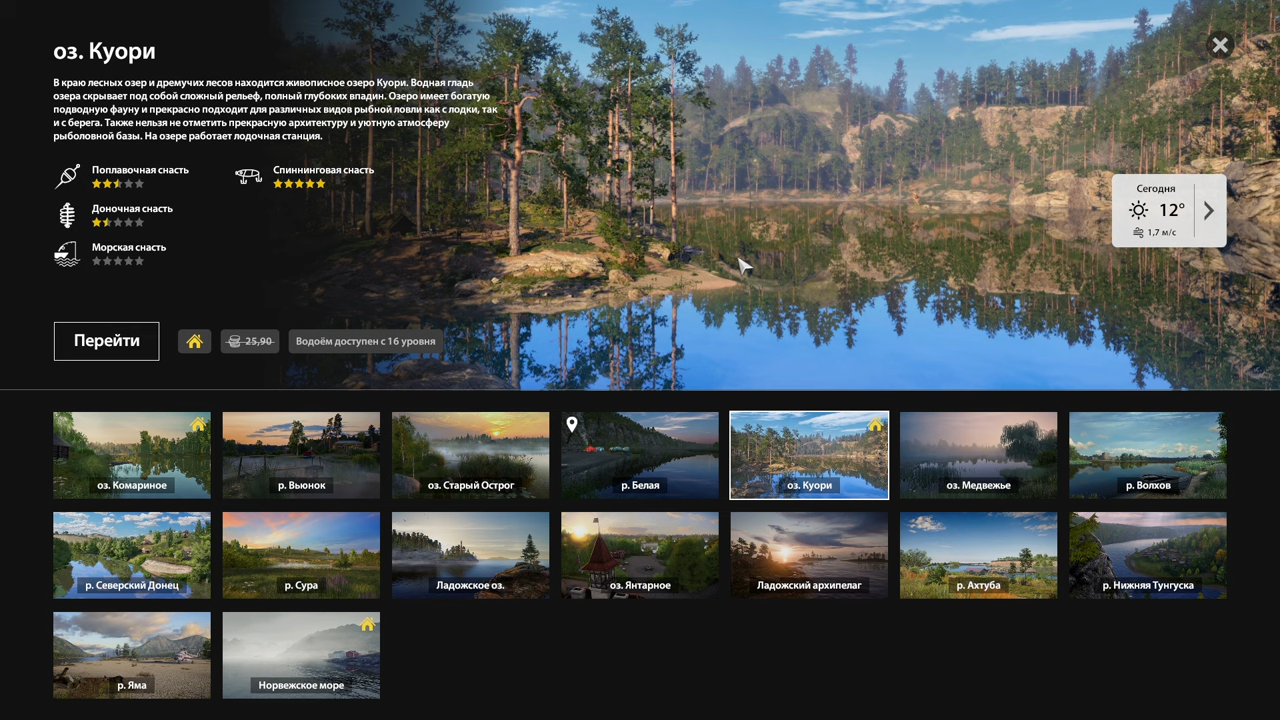 оз. Куори
В краю лесных озер и дремучих лесов находится живописное озеро Куори. Водная гладь
озера скрывает под собой сложный рельеф, полный глубоких впадин. Озеро имеет богатую
подводную фауну и прекрасно подходит для различных видов рыбной ловли как с лодки, так
и с берега. Также нельзя не отметить прекрасную архитектуру и уютную атмосферу
рыболовной базы. На озере работает лодочная станция.
Поплавочная снасть
Спиннинговая снасть
Доночная снасть
Морская снасть
Сегодня
12°
1,7 м/с
Перейти
25,90
Водоём доступен с 16 уровня
оз. Комариное
р. Вьюнок
оз. Старый Острог
р. Белая
оз. Куори
оз. Медвежье
р. Волхов
р. Северский Донец
р. Сура
Ладожское оз.
оз. Янтарное
Ладожский архипелаг
р. Ахтуба
р. Нижняя Тунгуска
р. Яма
Норвежское море